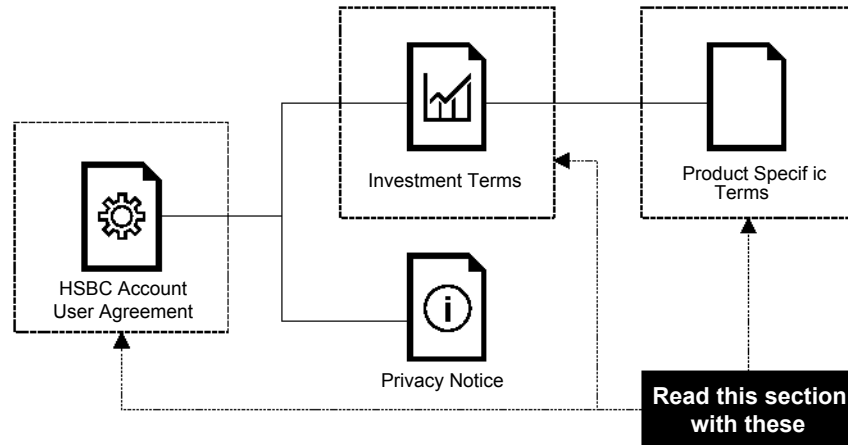 Investment Terms
Product Specif ic
Terms
HSBC Account
User Agreement
Privacy Notice
Read this section
with these